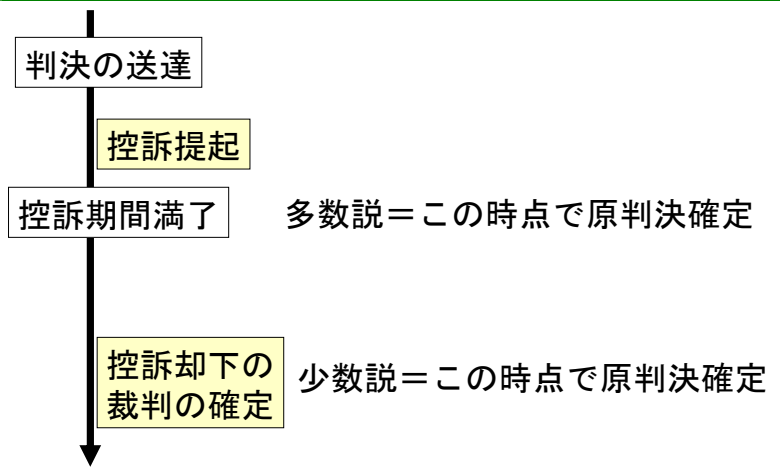 判決の送達
控訴提起
控訴期間満了
多数説＝この時点で原判決確定
控訴却下の
裁判の確定
少数説＝この時点で原判決確定